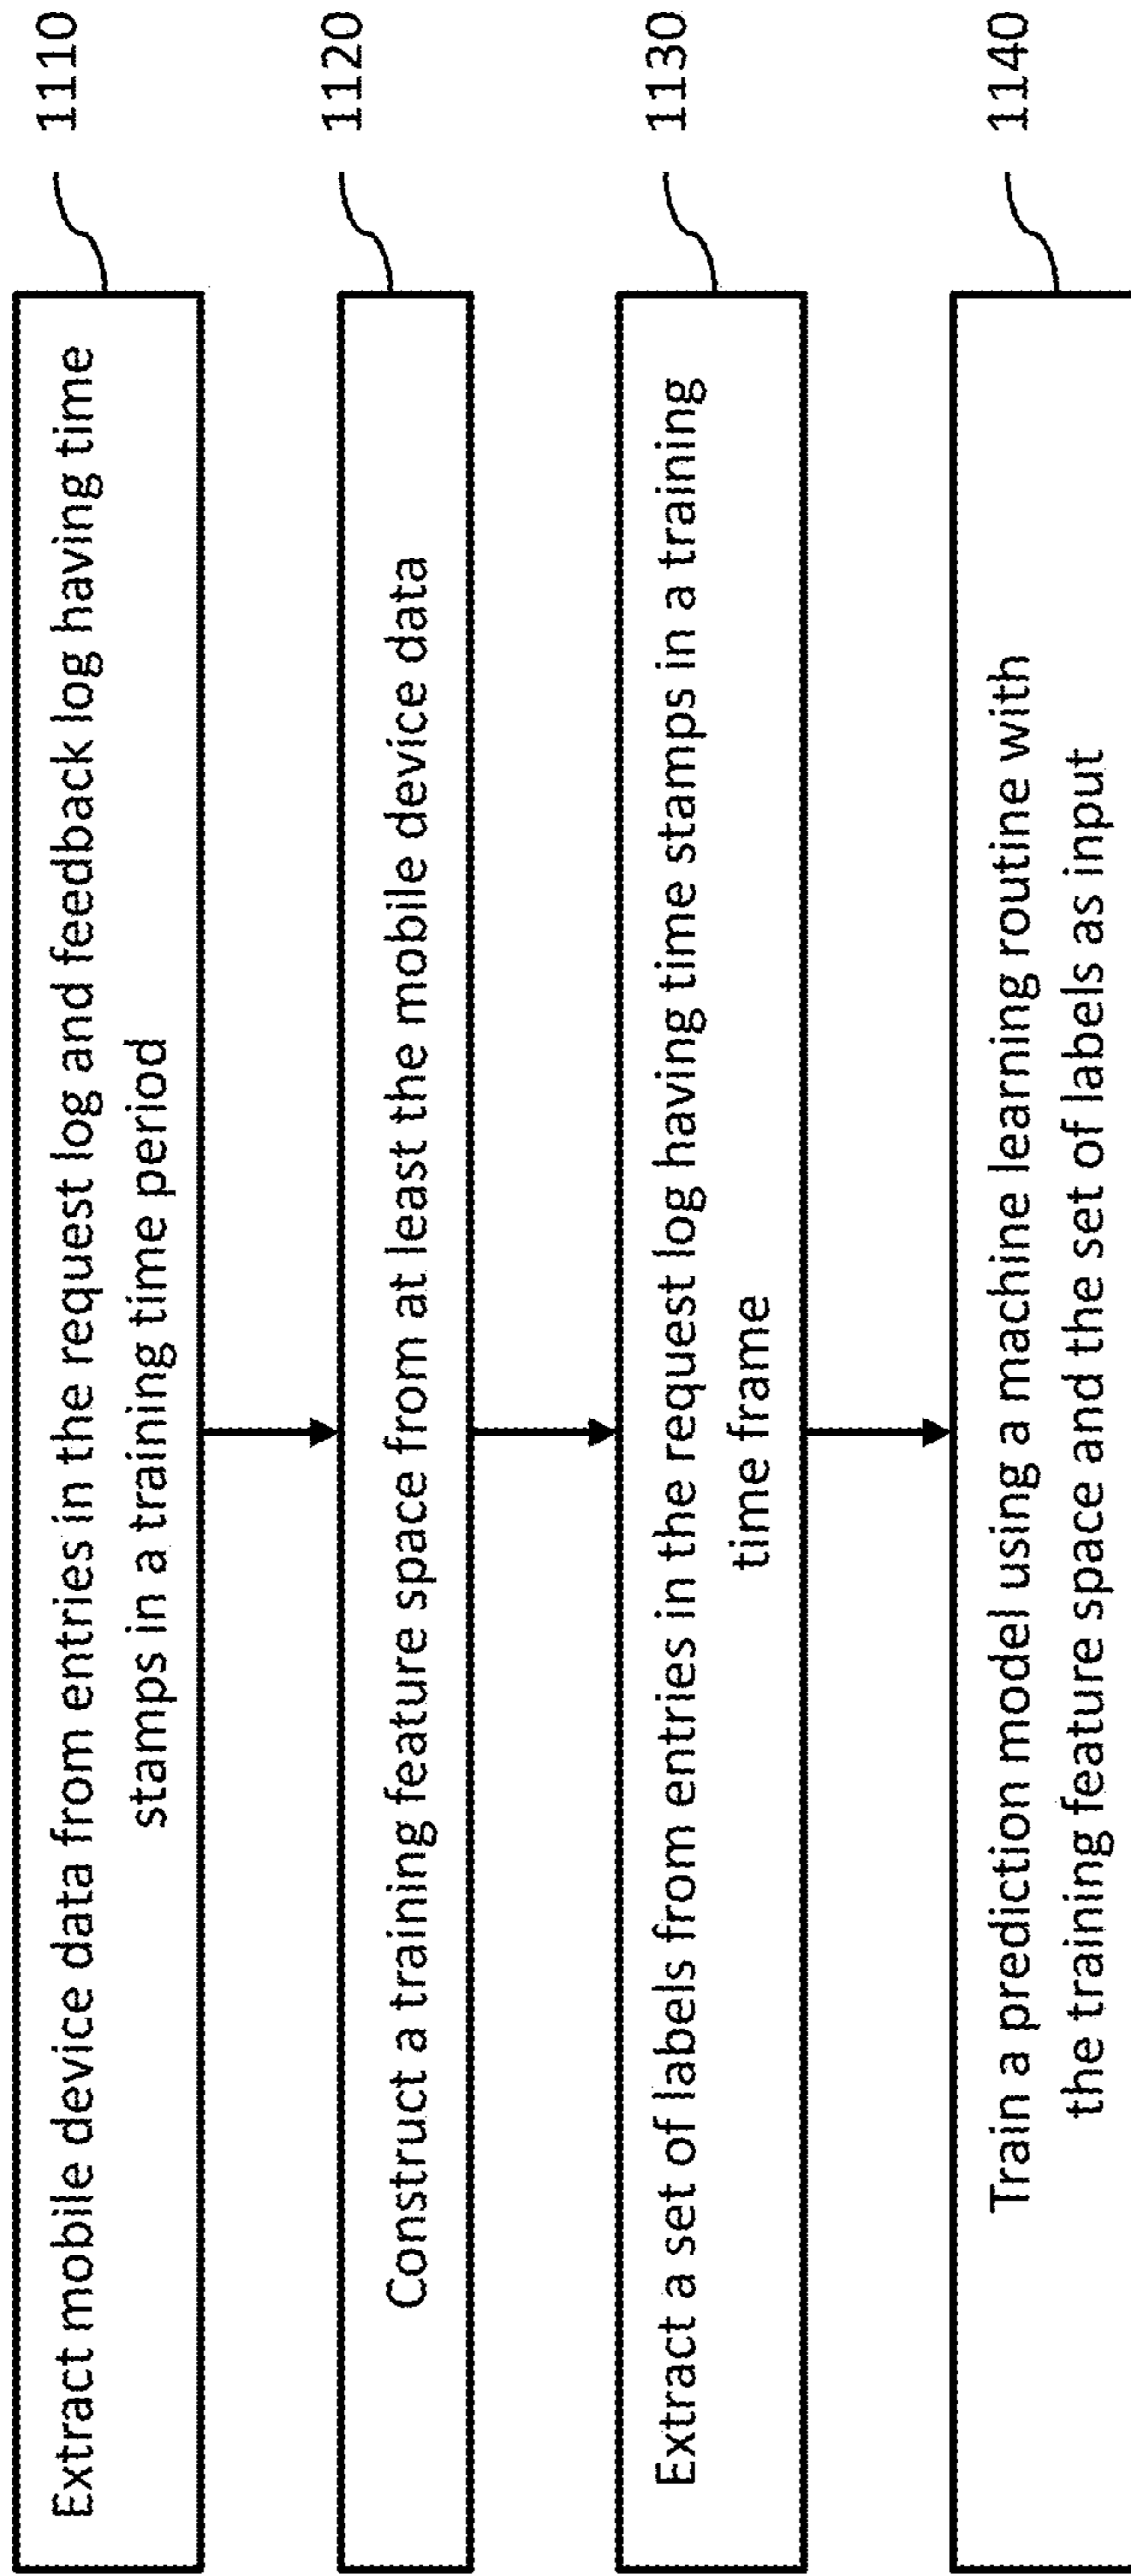 Extract mobile device data from entries in the request log and feedback log having time
stamps in a training time period
1110
Construct a training feature space from at least the mobile device data
1120
Extract a set of labels from entries in the request log having time stamps in a training
time frame
1130
Train a prediction model using a machine learning routine with
the training feature space and the set of labels as input
1140